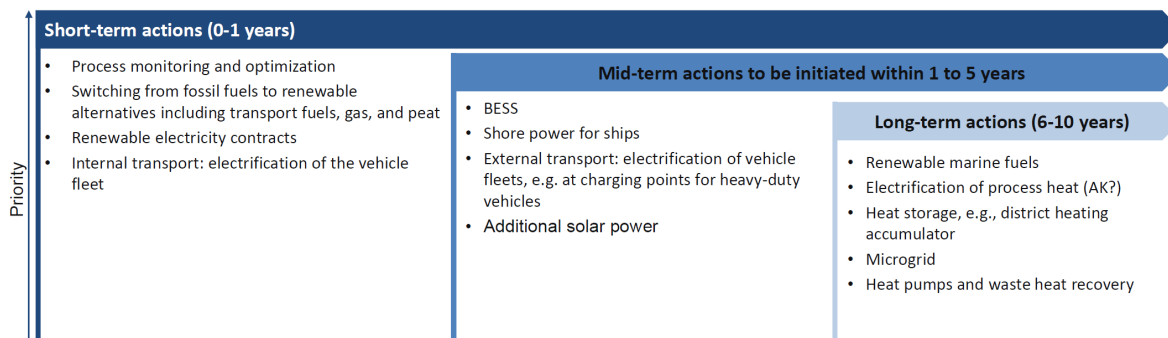 Priority
Short-term actions (0-1 years)
• Process monitoring and optimization
• Switching from fossil fuels to renewable
alternatives including transport fuels, gas, and peat
• Renewable electricity contracts
• Internal transport: electrification of the vehicle
fleet
Mid-term actions to be initiated within 1 to 5 years
• BESS
• Shore power for ships
• External transport: electrification of vehicle
fleets, e.g. at charging points for heavy-duty
vehicles
• Additional solar power
Long-term actions (6-10 years)
• Renewable marine fuels
• Electrification of process heat (AK?)
• Heat storage, e.g., district heating
accumulator
• Microgrid
• Heat pumps and waste heat recovery